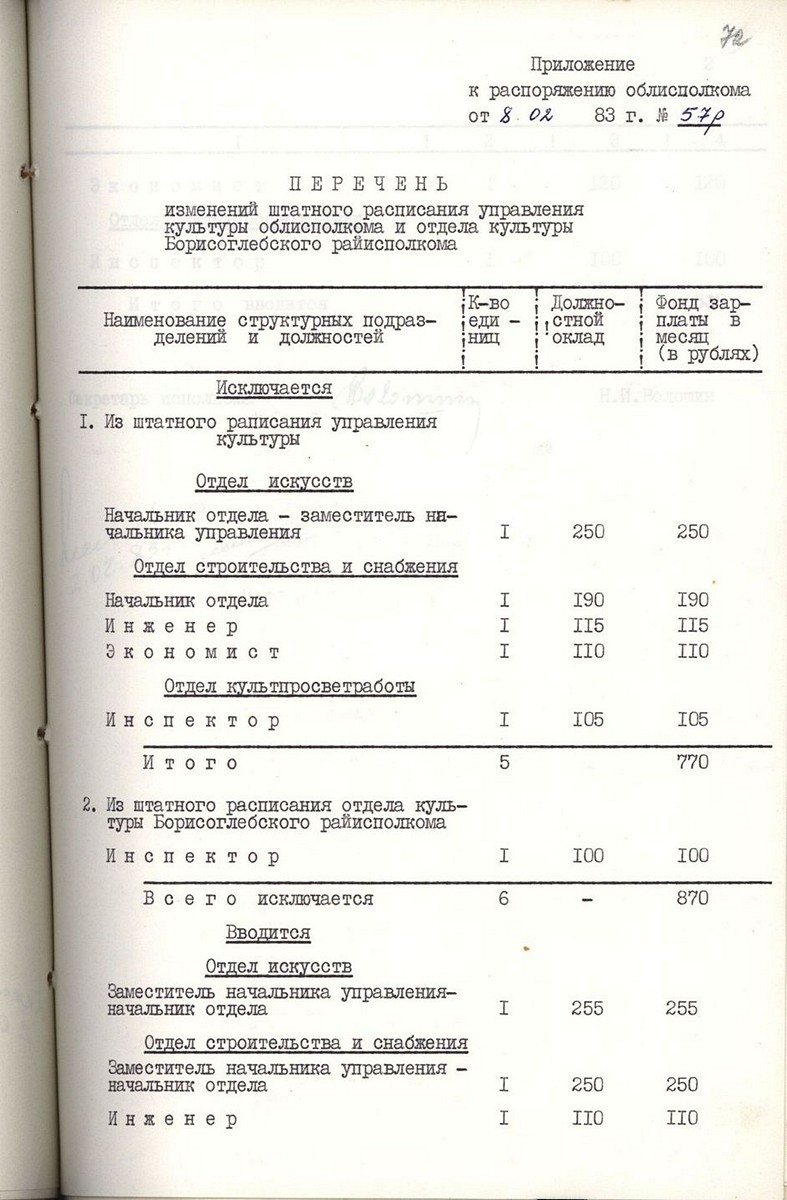 72
Приложение
к распоряжению облисполкома
от 8 02 83 г. № 57р
П Е Р Е Ч Е Н Ь
изменений штатного расписания управления
культуры облисполкома и отдела культуры
Борисоглебского райисполкома
Наименование структурных подраз-
делений и должностей
К-во
еди -
ниц
Должно-
стной
оклад
Фонд зар-
платы в
месяц
(в рублях)
Исключается
I. Из штатного раписания управления
культуры
Отдел искусств
Начальник отдела – заместитель на-
чальника управления I 250 250
Отдел строительства и снабжения
Начальник отдела I I90 I90
И н ж е н е р I II5 II5
Э к о н о м и с т I II0 II0
Отдел культпросветработы
И н с п е к т о р I I05 I05
И т о г о 5 770
2. Из штатного расписания отдела куль-
туры Борисоглебского райисполкома
И н с п е к т о р I I00 I00
В с е г о исключается 6 – 870
Вводится
Отдел искусств
Заместитель начальника управления-
начальник отдела I 255 255
Отдел строительства и снабжения
Заместитель начальника управления -
начальник отдела I 250 250
И н ж е н е р I II0 II0